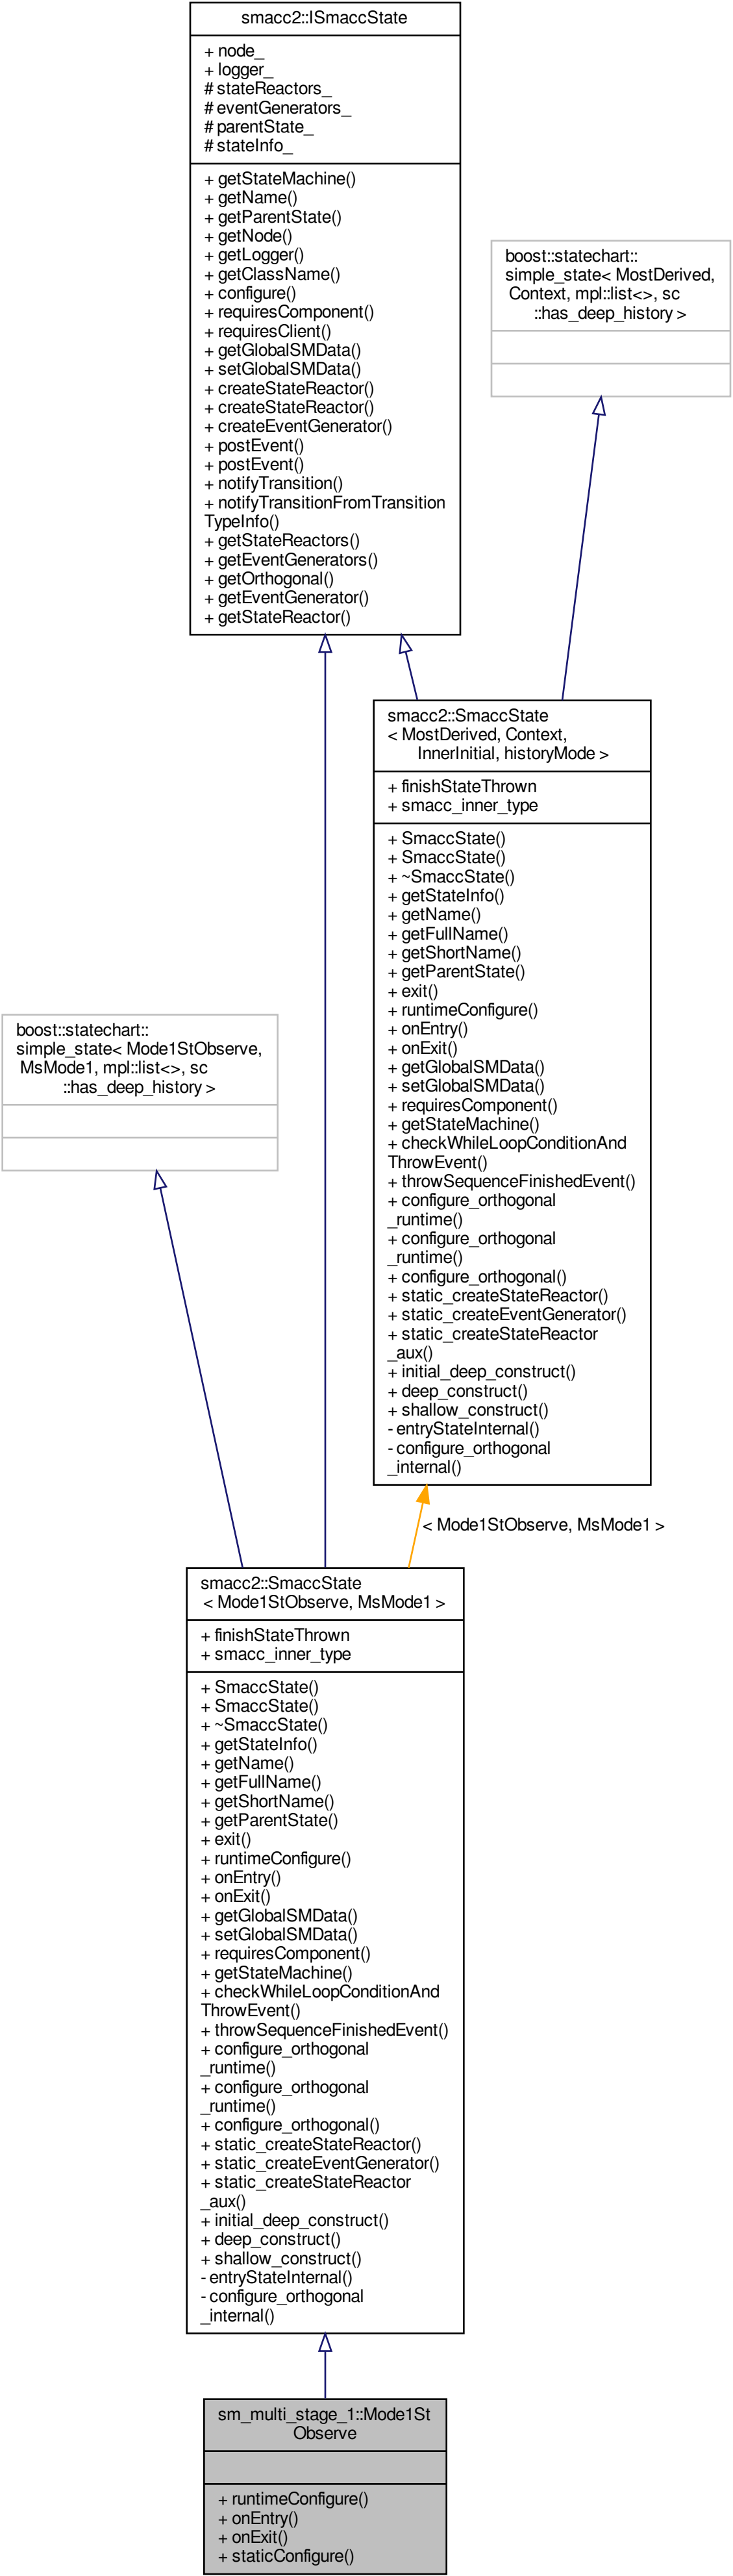 smacc2::ISmaccState
+ node_
+ logger_
# stateReactors_
# eventGenerators_
# parentState_
# stateInfo_
+ getStateMachine()
+ getName()
+ getParentState()
+ getNode()
+ getLogger()
+ getClassName()
+ configure()
+ requiresComponent()
+ requiresClient()
+ getGlobalSMData()
+ setGlobalSMData()
+ createStateReactor()
+ createStateReactor()
+ createEventGenerator()
+ postEvent()
+ postEvent()
+ notifyTransition()
+ notifyTransitionFromTransition
TypeInfo()
+ getStateReactors()
+ getEventGenerators()
+ getOrthogonal()
+ getEventGenerator()
+ getStateReactor()
boost::statechart::
simple_state< MostDerived,
Context, mpl::list<>, sc
::has_deep_history >
smacc2::SmaccState
< MostDerived, Context,
InnerInitial, historyMode >
+ finishStateThrown
+ smacc_inner_type
+ SmaccState()
+ SmaccState()
+ ~SmaccState()
+ getStateInfo()
+ getName()
+ getFullName()
+ getShortName()
+ getParentState()
+ exit()
+ runtimeConfigure()
+ onEntry()
+ onExit()
+ getGlobalSMData()
+ setGlobalSMData()
+ requiresComponent()
+ getStateMachine()
+ checkWhileLoopConditionAnd
ThrowEvent()
+ throwSequenceFinishedEvent()
+ configure_orthogonal
_runtime()
+ configure_orthogonal
_runtime()
+ configure_orthogonal()
+ static_createStateReactor()
+ static_createEventGenerator()
+ static_createStateReactor
_aux()
+ initial_deep_construct()
+ deep_construct()
+ shallow_construct()
- entryStateInternal()
- configure_orthogonal
_internal()
boost::statechart::
simple_state< Mode1StObserve,
MsMode1, mpl::list<>, sc
::has_deep_history >
< Mode1StObserve, MsMode1 >
smacc2::SmaccState
< Mode1StObserve, MsMode1 >
+ finishStateThrown
+ smacc_inner_type
+ SmaccState()
+ SmaccState()
+ ~SmaccState()
+ getStateInfo()
+ getName()
+ getFullName()
+ getShortName()
+ getParentState()
+ exit()
+ runtimeConfigure()
+ onEntry()
+ onExit()
+ getGlobalSMData()
+ setGlobalSMData()
+ requiresComponent()
+ getStateMachine()
+ checkWhileLoopConditionAnd
ThrowEvent()
+ throwSequenceFinishedEvent()
+ configure_orthogonal
_runtime()
+ configure_orthogonal
_runtime()
+ configure_orthogonal()
+ static_createStateReactor()
+ static_createEventGenerator()
+ static_createStateReactor
_aux()
+ initial_deep_construct()
+ deep_construct()
+ shallow_construct()
- entryStateInternal()
- configure_orthogonal
_internal()
sm_multi_stage_1::Mode1St
Observe
+ runtimeConfigure()
+ onEntry()
+ onExit()
+ staticConfigure()